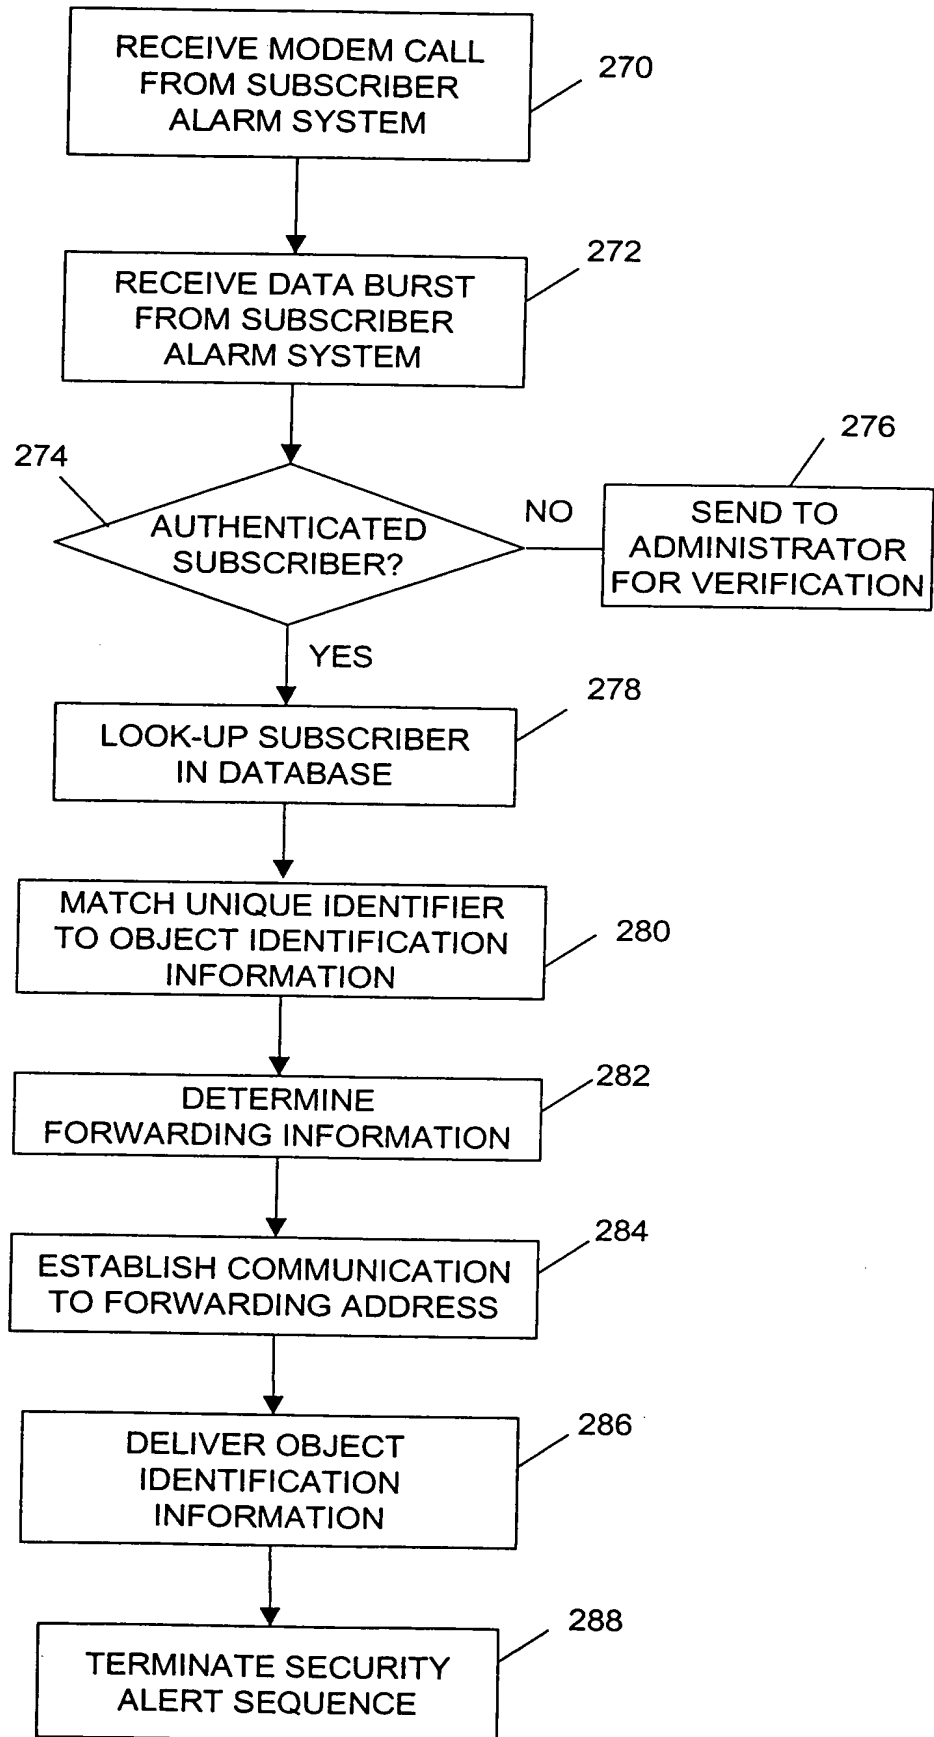 RECEIVE MODEM CALL
FROM SUBSCRIBER
ALARM SYSTEM
270
RECEIVE DATA BURST
FROM SUBSCRIBER
ALARM SYSTEM
272
274
AUTHENTICATED
SUBSCRIBER?
NO
276
SEND TO
ADMINISTRATOR
FOR VERIFICATION
YES
278
LOOK-UP SUBSCRIBER
IN DATABASE
MATCH UNIQUE IDENTIFIER
TO OBJECT IDENTIFICATION
INFORMATION
280
282
DETERMINE
FORWARDING INFORMATION
284
ESTABLISH COMMUNICATION
TO FORWARDING ADDRESS
286
DELIVER OBJECT
IDENTIFICATION
INFORMATION
288
TERMINATE SECURITY
ALERT SEQUENCE